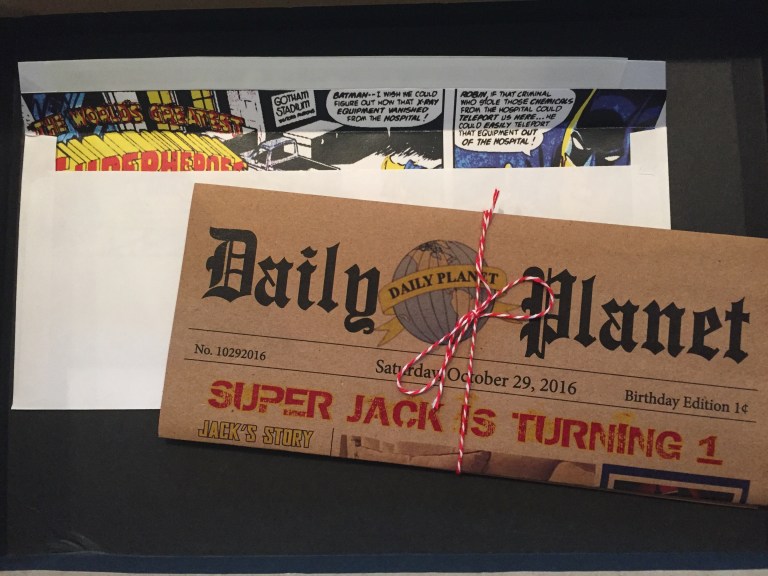 THE WORLD'S GREATEST
SUPERHEROES
GOTHAM
STADIUM
BATMAN-- I WISH WE COULD
FIGURE OUT HOW THAT X-RAY
EQUIPMENT VANISHED
FROM THE HOSPITAL!
ROBIN, IF THAT CRIMINAL
WHO STOLE THOSE CHEMICALS
FROM THE HOSPITAL COULD
TELEPORT US HERE... HE
COULD EASILY TELEPORT
THAT EQUIPMENT OUT
OF THE HOSPITAL!
Daily Planet
DAILY PLANET
No. 10292016
Saturday, October 29, 2016
Birthday Edition 1¢
SUPER JACK IS TURNING 1
JACK'S STORY